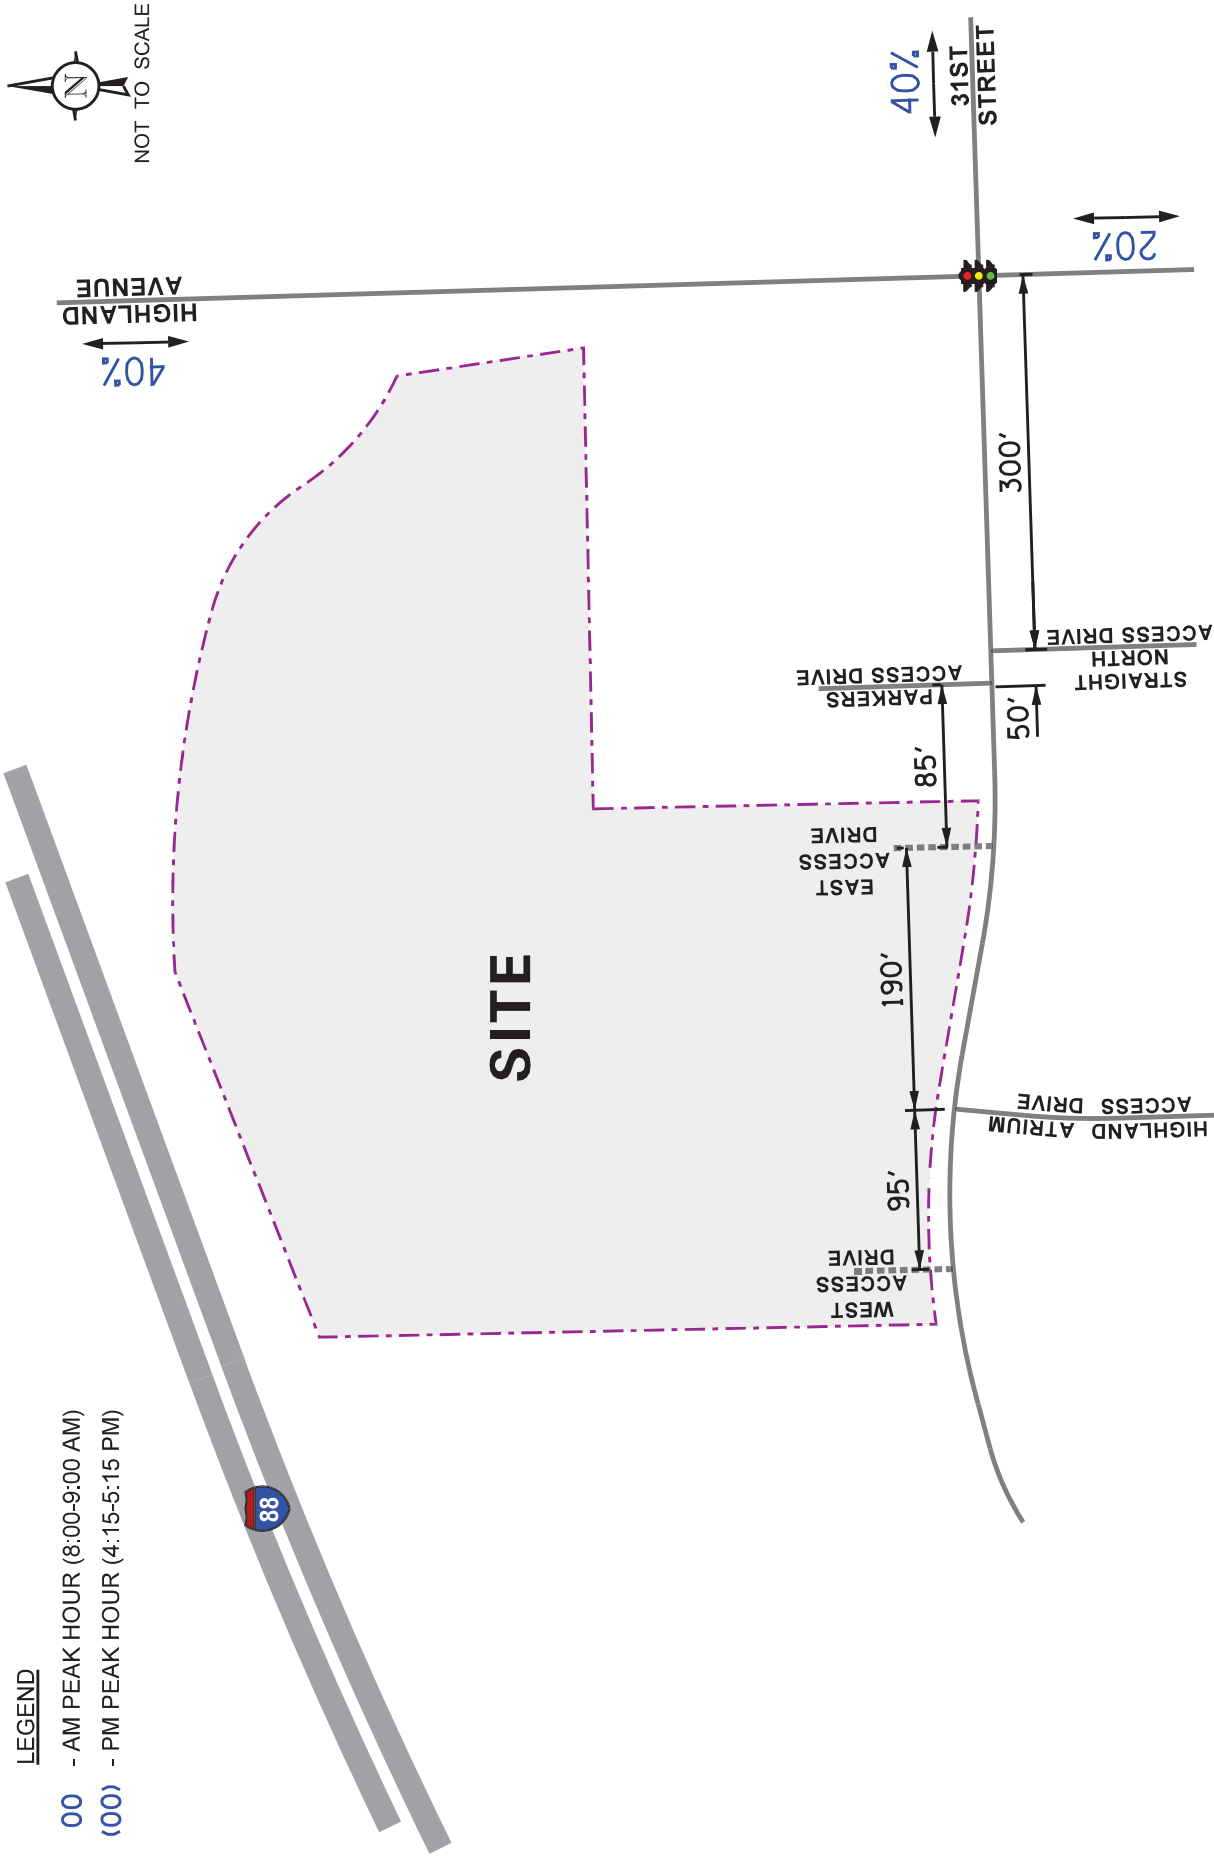 LEGEND
00 - AM PEAK HOUR (8:00-9:00 AM)
(00) - PM PEAK HOUR (4:15-5:15 PM)
N
NOT TO SCALE
88
40%
HIGHLAND
AVENUE
SITE
WEST
ACCESS
DRIVE
95'
190'
EAST
ACCESS
DRIVE
85'
PARKERS
ACCESS DRIVE
40%
31ST
STREET
50'
300'
HIGHLAND ATRIUM
ACCESS DRIVE
STRAIGHT
NORTH
ACCESS DRIVE
20%